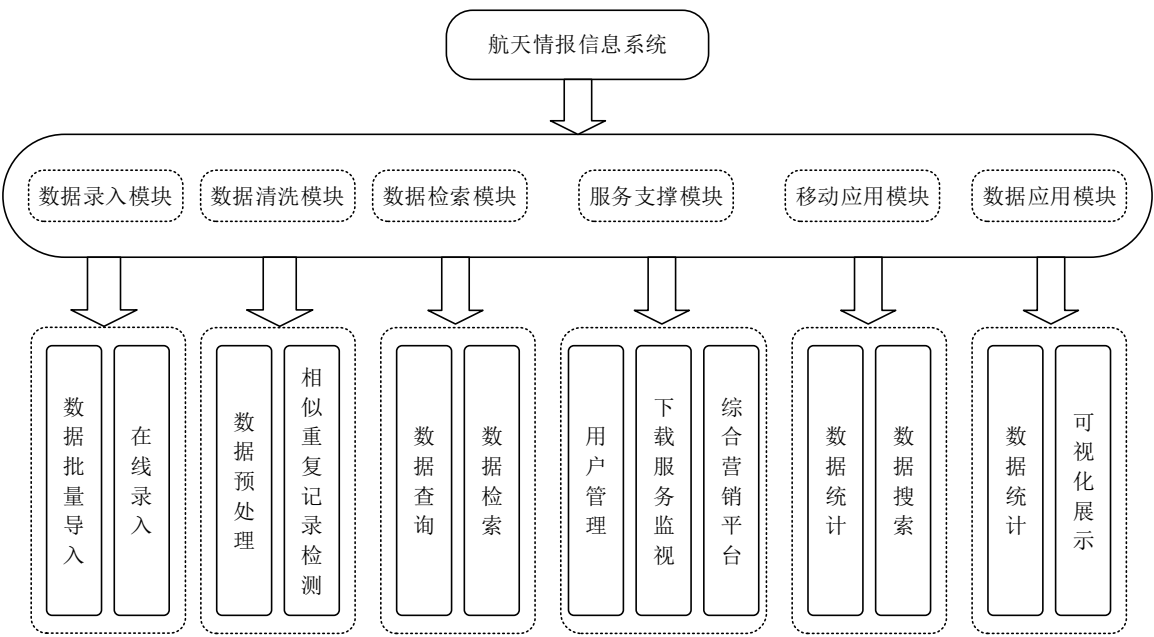 航天情报信息系统
数据录入模块
数据清洗模块
数据检索模块
服务支撑模块
移动应用模块
数据应用模块
数据批量导入
在线录入
数据预处理
相似重复记录检测
数据查询
数据检索
用户管理
下载服务监视
综合营销平台
数据统计
数据搜索
数据统计
可视化展示